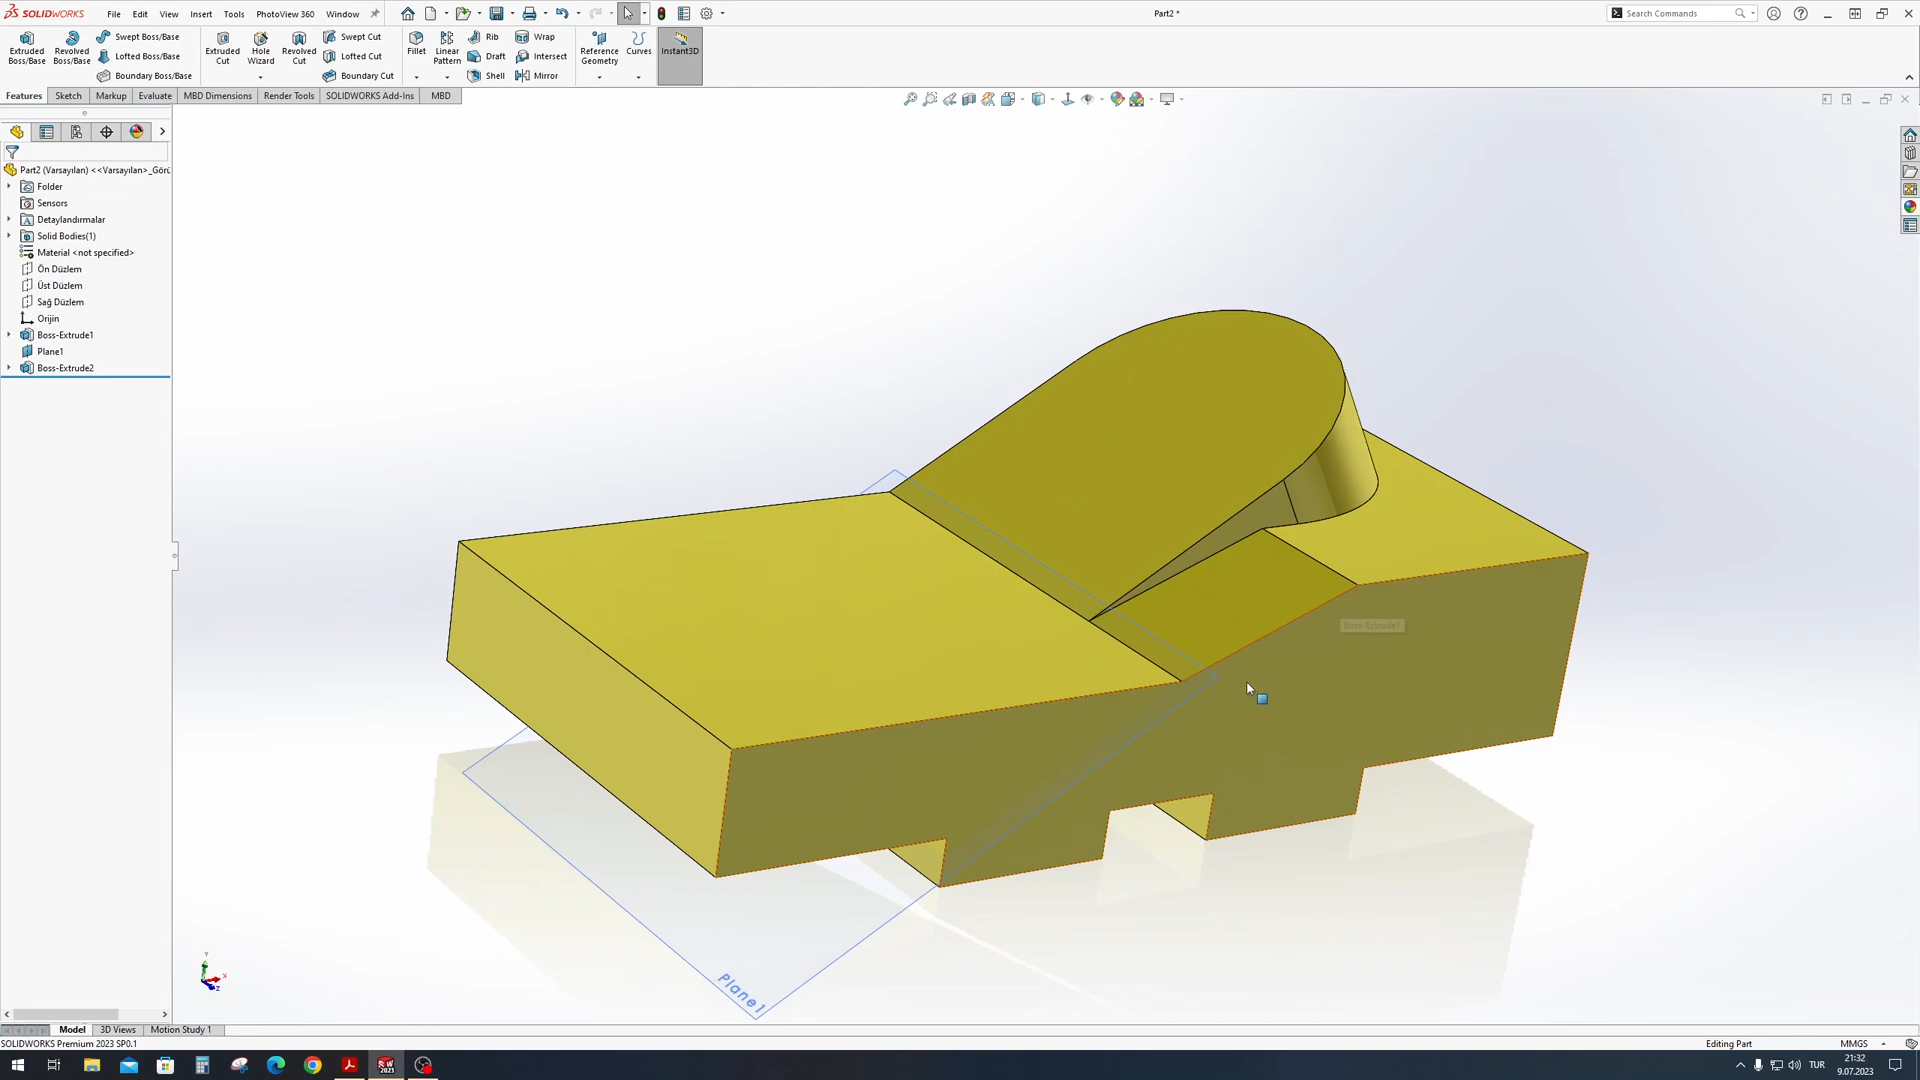 SOLIDWORKS File Edit View Insert Tools PhotoView 360 Window Part2 * Search Commands
Extruded Boss/Base
Revolved Boss/Base
Swept Boss/Base
Lofted Boss/Base
Boundary Boss/Base
Extruded Cut
Hole Wizard
Revolved Cut
Swept Cut
Lofted Cut
Boundary Cut
Fillet
Linear Pattern
Rib
Draft
Shell
Wrap
Intersect
Mirror
Reference Geometry
Curves
Instant3D
Features Sketch Markup Evaluate MBD Dimensions Render Tools SOLIDWORKS Add-Ins MBD
Part2 (Varsayılan) <<Varsayılan>_Görü
Folder
Sensors
Detaylandırmalar
Solid Bodies(1)
Material <not specified>
Ön Düzlem
Üst Düzlem
Sağ Düzlem
Orijin
Boss-Extrude1
Plane1
Boss-Extrude2
Boss-Extrude1
Plane1
Y
X
Z
Model 3D Views Motion Study 1
SOLIDWORKS Premium 2023 SP0.1 Editing Part MMGS
SW 2023
TUR
21:32
9.07.2023